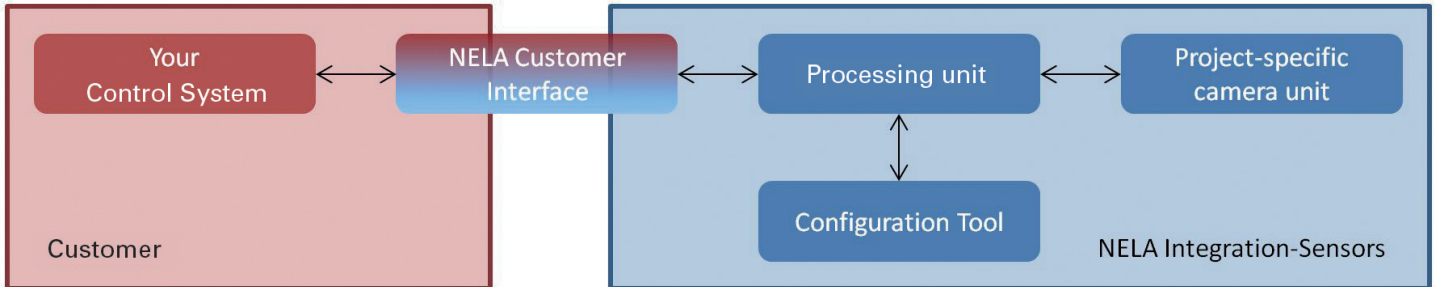 Your
Control System
NELA Customer
Interface
Processing unit
Project-specific
camera unit
Configuration Tool
Customer
NELA Integration-Sensors